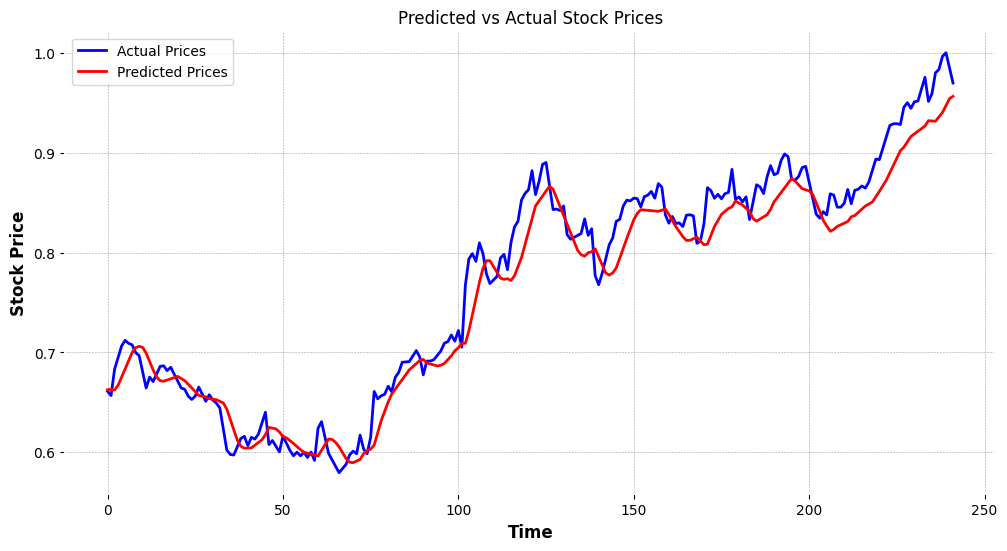 Predicted vs Actual Stock Prices
Actual Prices
Predicted Prices
1.0
0.9
0.8
0.7
0.6
Stock Price
0
50
100
150
200
250
Time